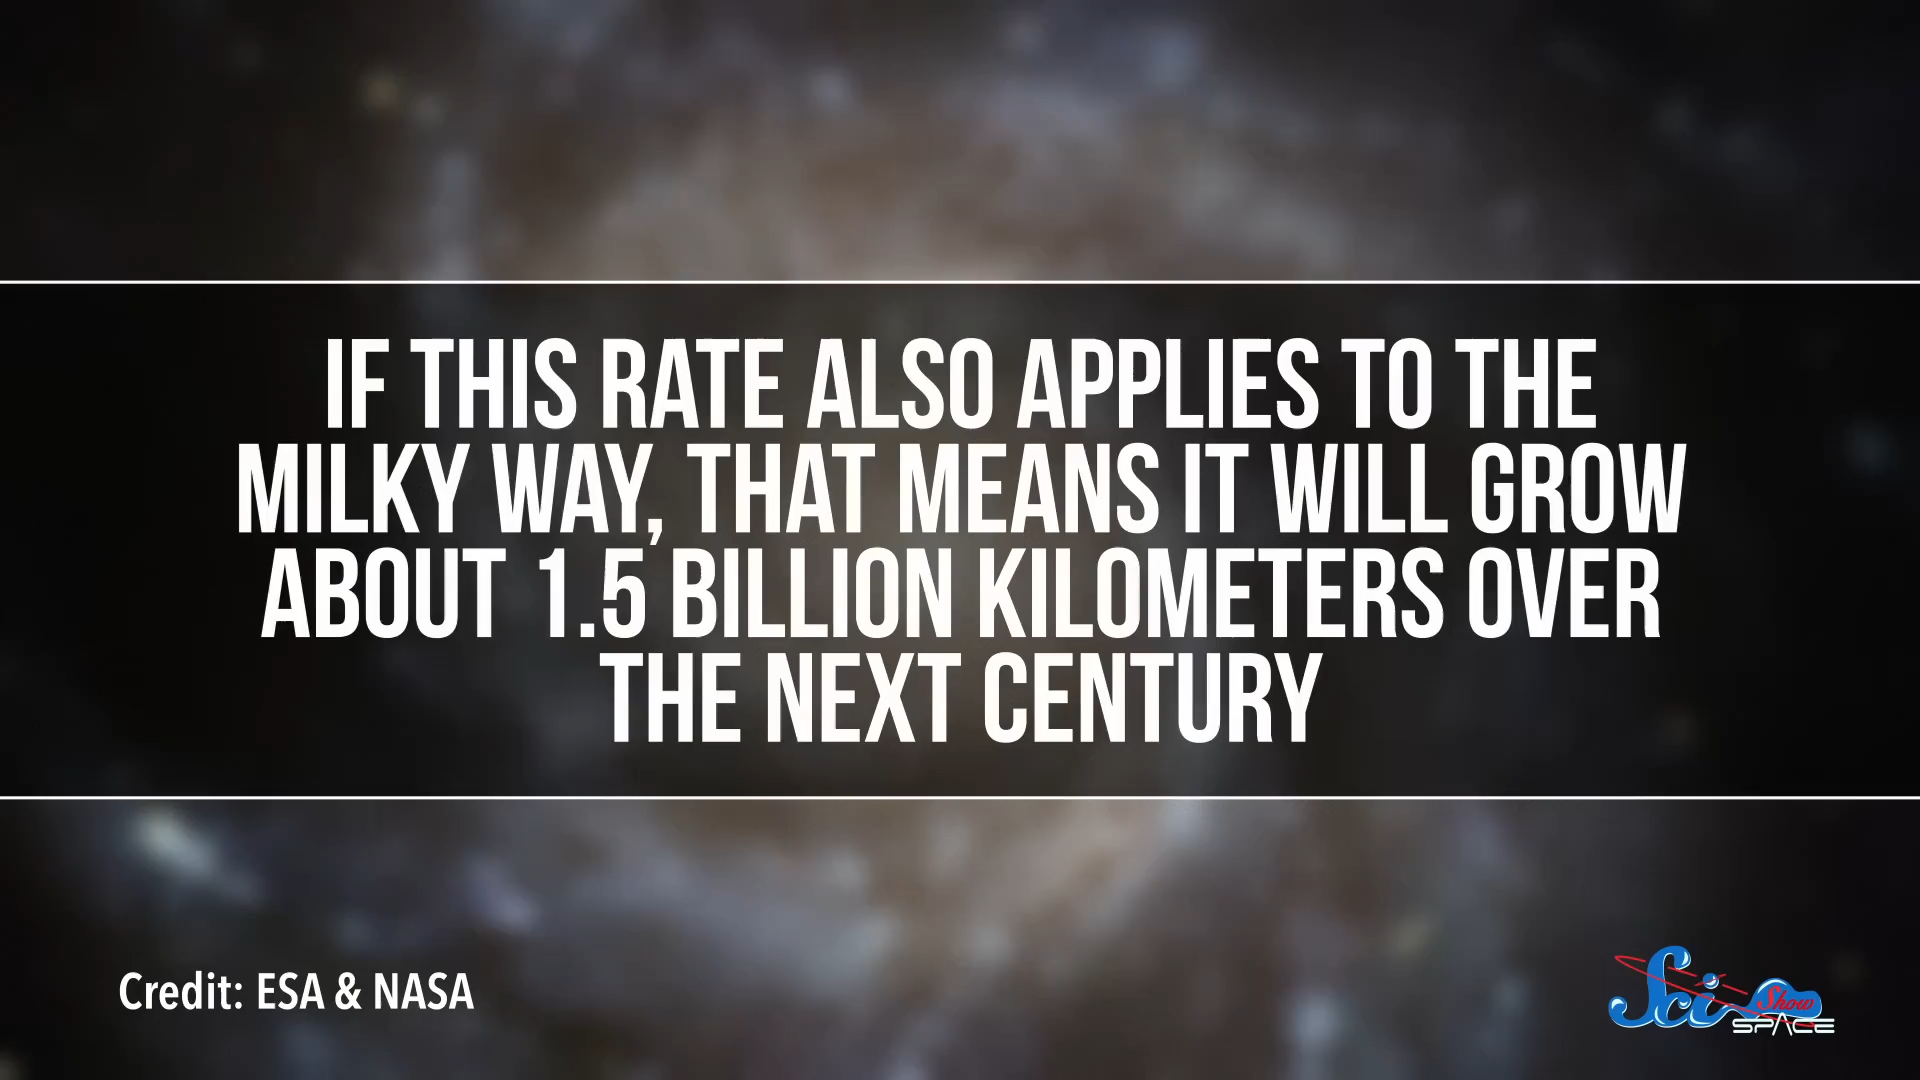 IF THIS RATE ALSO APPLIES TO THE
MILKY WAY, THAT MEANS IT WILL GROW
ABOUT 1.5 BILLION KILOMETERS OVER
THE NEXT CENTURY
Credit: ESA & NASA
Sci Show
SPACE